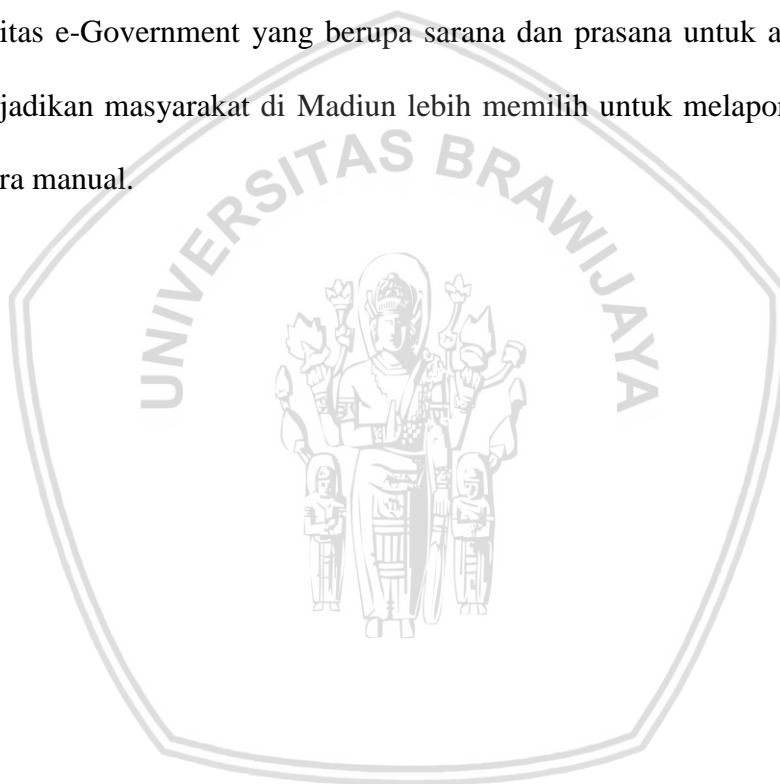 itas e-Government yang berupa sarana dan prasana untuk a
jadikan masyarakat di Madiun lebih memilih untuk melapor
ra manual.
UNIVERSITAS BRAWIJAYA